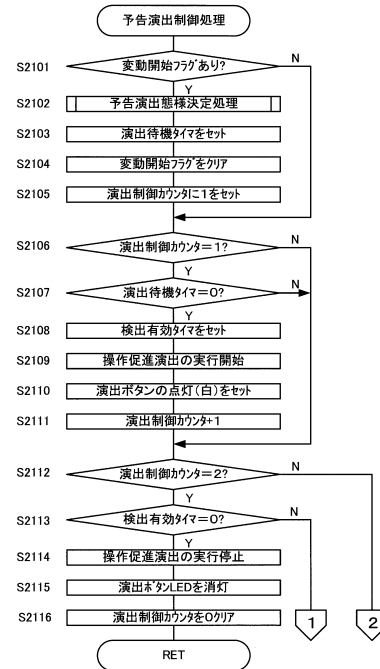 予告演出制御処理
S2101 変動開始フラグあり? N
Y
S2102 予告演出態様決定処理
S2103 演出待機タイマをセット
S2104 変動開始フラグをクリア
S2105 演出制御カウンタに1をセット
S2106 演出制御カウンタ=1? N
Y
S2107 演出待機タイマ=0? N
Y
S2108 検出有効タイマをセット
S2109 操作促進演出の実行開始
S2110 演出ボタンの点灯(白)をセット
S2111 演出制御カウンタ+1
S2112 演出制御カウンタ=2? N
Y
S2113 検出有効タイマ=0? N
Y
S2114 操作促進演出の実行停止
S2115 演出ボタンLEDを消灯
S2116 演出制御カウンタを0クリア
1 2
RET